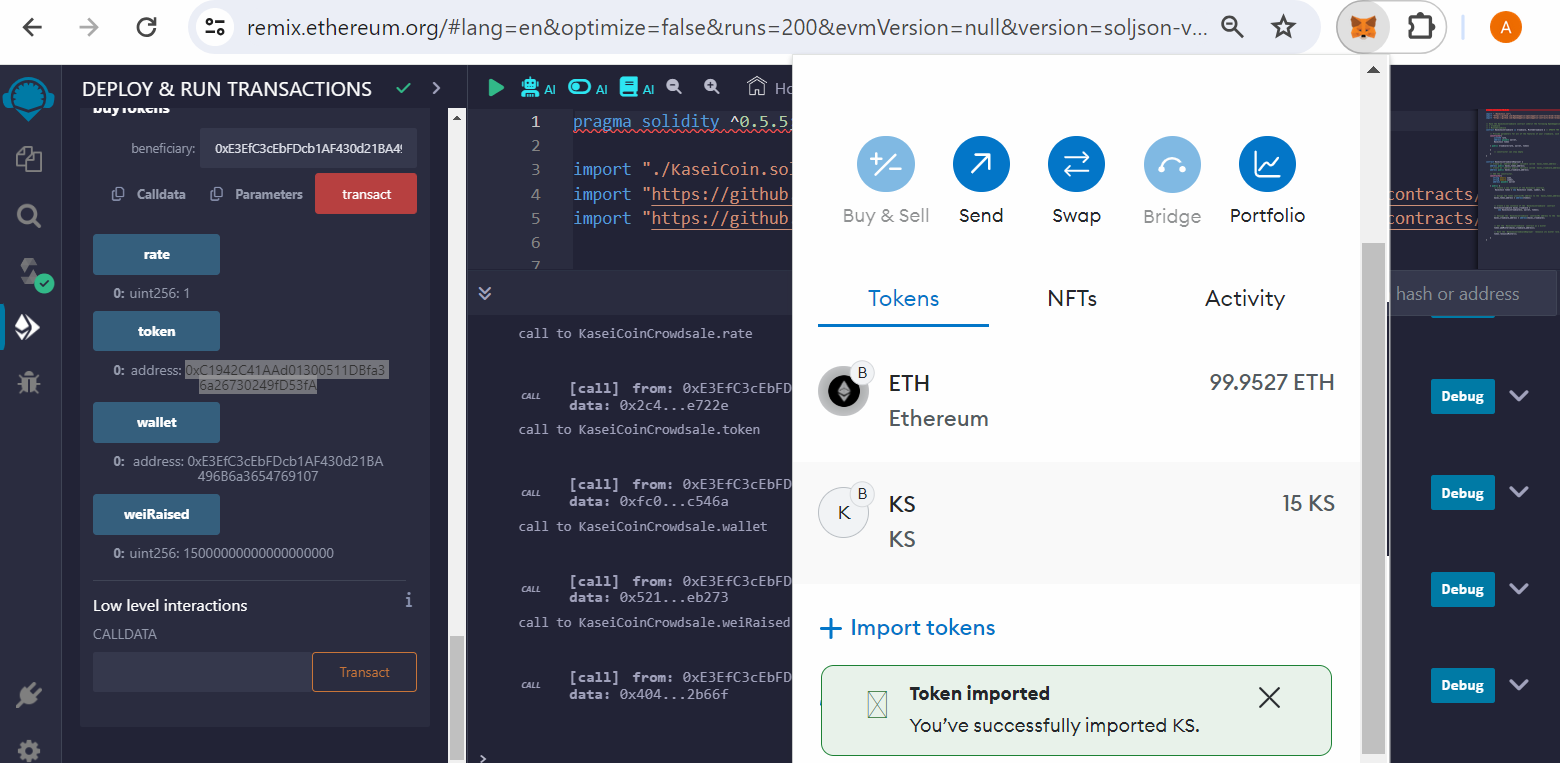 remix.ethereum.org/#lang=en&optimize=false&runs=200&evmVersion=null&version=soljson-v...
A
DEPLOY & RUN TRANSACTIONS
buyTokens
beneficiary:
0xE3EfC3cEbFDcb1AF430d21BA4
Calldata
Parameters
transact
rate
0: uint256: 1
token
0: address: 0xC1942C41AAd01300511DBfa3
6a26730249fD53fA
wallet
0: address: 0xE3EfC3cEbFDcb1AF430d21BA
496B6a3654769107
weiRaised
0: uint256: 15000000000000000000
Low level interactions
i
CALLDATA
Transact
AI
AI
AI
Ho
1 pragma solidity ^0.5.5
2
3 import "./KaseiCoin.sol
4 import "https://github. contracts/
5 import "https://github. contracts/
6
7
hash or address
call to KaseiCoinCrowdsale.rate
CALL [call] from: 0xE3EfC3cEbFD
data: 0x2c4...e722e
Debug
call to KaseiCoinCrowdsale.token
CALL [call] from: 0xE3EfC3cEbFD
data: 0xfc0...c546a
Debug
call to KaseiCoinCrowdsale.wallet
CALL [call] from: 0xE3EfC3cEbFD
data: 0x521...eb273
Debug
call to KaseiCoinCrowdsale.weiRaised
CALL [call] from: 0xE3EfC3cEbFD
data: 0x404...2b66f
Debug
>
Buy & Sell
Send
Swap
Bridge
Portfolio
Tokens
NFTs
Activity
B
ETH
99.9527 ETH
Ethereum
B
K
KS
15 KS
KS
+ Import tokens
Token imported
You've successfully imported KS.